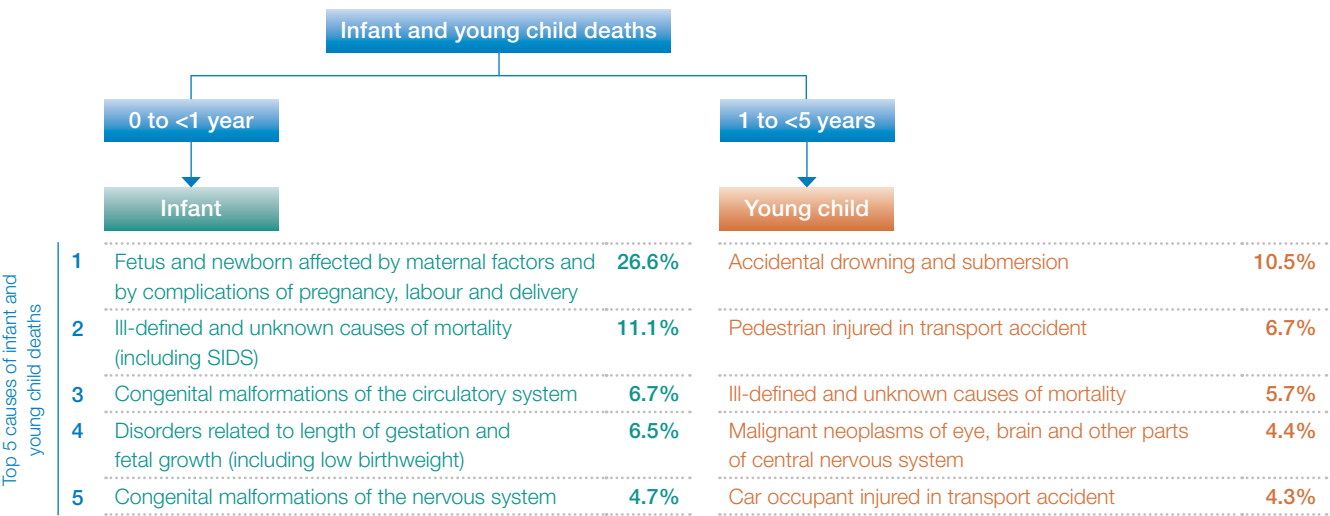 Infant and young child deaths
0 to <1 year
1 to <5 years
Infant
Young child
Top 5 causes of infant and
young child deaths
1
Fetus and newborn affected by maternal factors and
by complications of pregnancy, labour and delivery
26.6%
Accidental drowning and submersion
10.5%
2
Ill-defined and unknown causes of mortality
(including SIDS)
11.1%
Pedestrian injured in transport accident
6.7%
3
Congenital malformations of the circulatory system
6.7%
Ill-defined and unknown causes of mortality
5.7%
4
Disorders related to length of gestation and
fetal growth (including low birthweight)
6.5%
Malignant neoplasms of eye, brain and other parts
of central nervous system
4.4%
5
Congenital malformations of the nervous system
4.7%
Car occupant injured in transport accident
4.3%